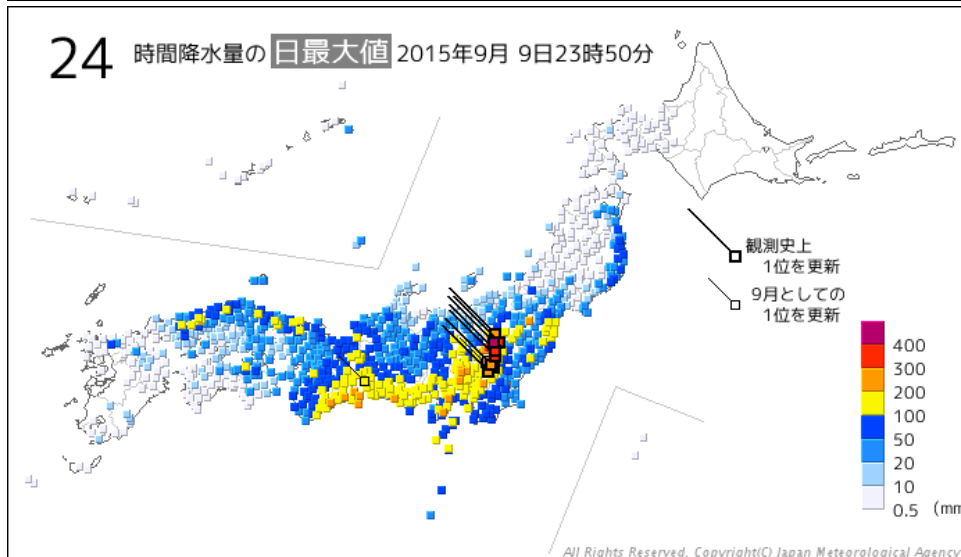 24 時間降水量の 日最大値 2015年9月 9日23時50分
観測史上
1位を更新
9月としての
1位を更新
400
300
200
100
50
20
10
0.5 (mm
All Rights Reserved, Copyright(C) Japan Meteorological Agency